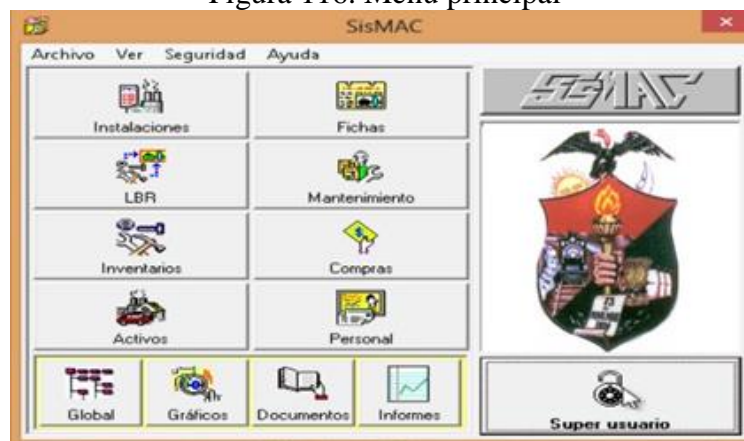 Figura 118. Menú principal
SisMAC
Archivo Ver Seguridad Ayuda
SisMAC
Instalaciones Fichas
LBR Mantenimiento
Inventarios Compras
Activos Personal
Global Gráficos Documentos Informes
Super usuario